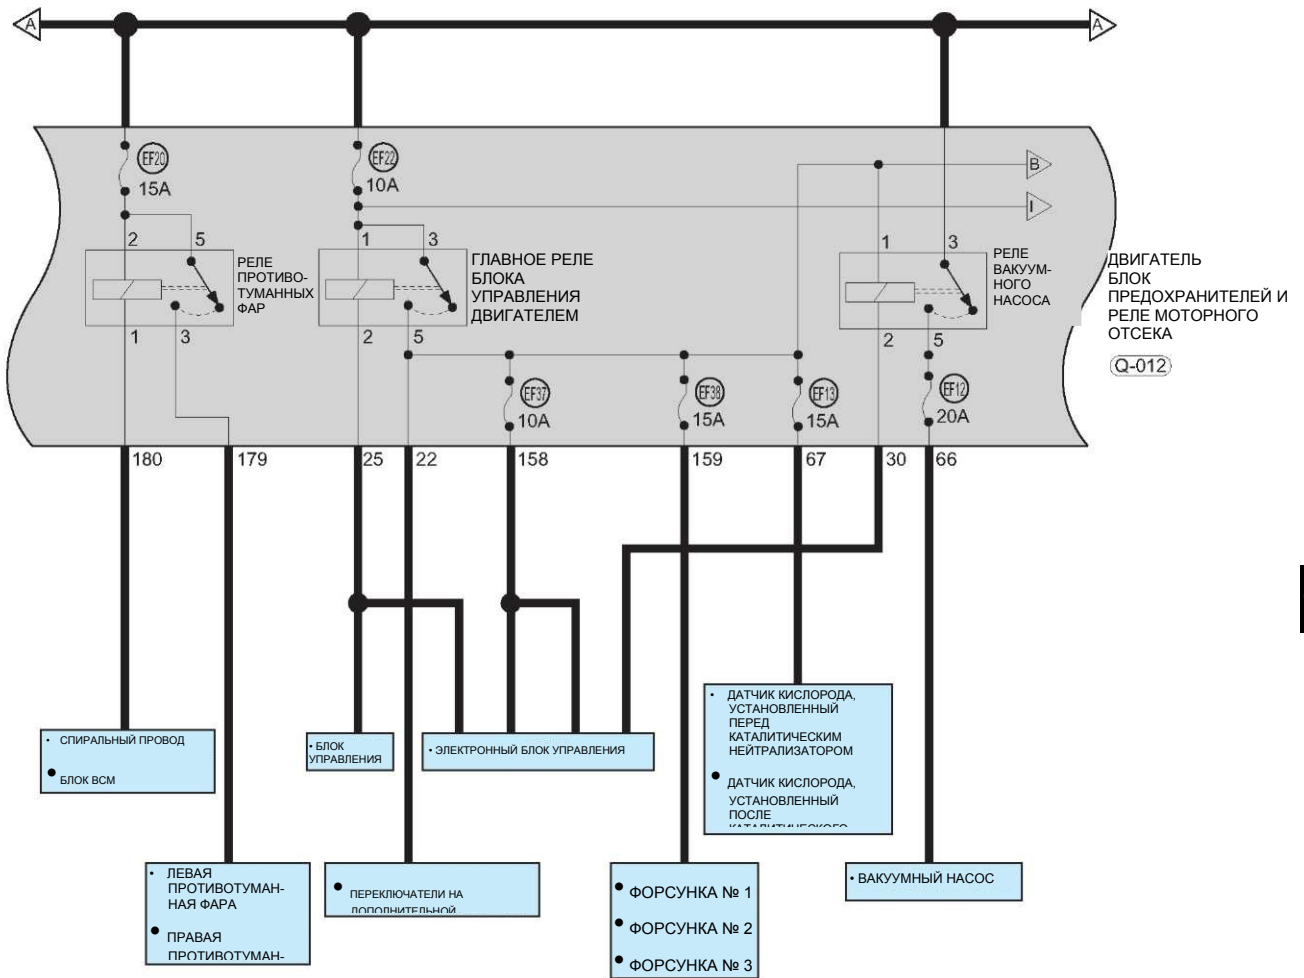 A
A
EF20
15A
EF22
10A
B
I
2
5
1
3
1
3
РЕЛЕ
ПРОТИВО-
ТУМАННЫХ
ФАР
ГЛАВНОЕ РЕЛЕ
БЛОКА
УПРАВЛЕНИЯ
ДВИГАТЕЛЕМ
РЕЛЕ
ВАКУУМ-
НОГО
НАСОСА
ДВИГАТЕЛЬ
БЛОК
ПРЕДОХРАНИТЕЛЕЙ И
РЕЛЕ МОТОРНОГО
ОТСЕКА
Q-012
1
3
2
5
2
5
EF37
10A
EF38
15A
EF13
15A
EF12
20A
180
179
25
22
158
159
67
30
66
• СПИРАЛЬНЫЙ ПРОВОД
• БЛОК BCM
• БЛОК
УПРАВЛЕНИЯ
• ЭЛЕКТРОННЫЙ БЛОК УПРАВЛЕНИЯ
• ДАТЧИК КИСЛОРОДА,
УСТАНОВЛЕННЫЙ
ПЕРЕД
КАТАЛИТИЧЕСКИМ
НЕЙТРАЛИЗАТОРОМ
• ДАТЧИК КИСЛОРОДА,
УСТАНОВЛЕННЫЙ
ПОСЛЕ
КАТАЛИТИЧЕСКОГО
• ЛЕВАЯ
ПРОТИВОТУМАН-
НАЯ ФАРА
• ПРАВАЯ
ПРОТИВОТУМАН-
• ПЕРЕКЛЮЧАТЕЛИ НА
ДОПОЛНИТЕЛЬНОЙ
• ФОРСУНКА № 1
• ФОРСУНКА № 2
• ФОРСУНКА № 3
• ВАКУУМНЫЙ НАСОС